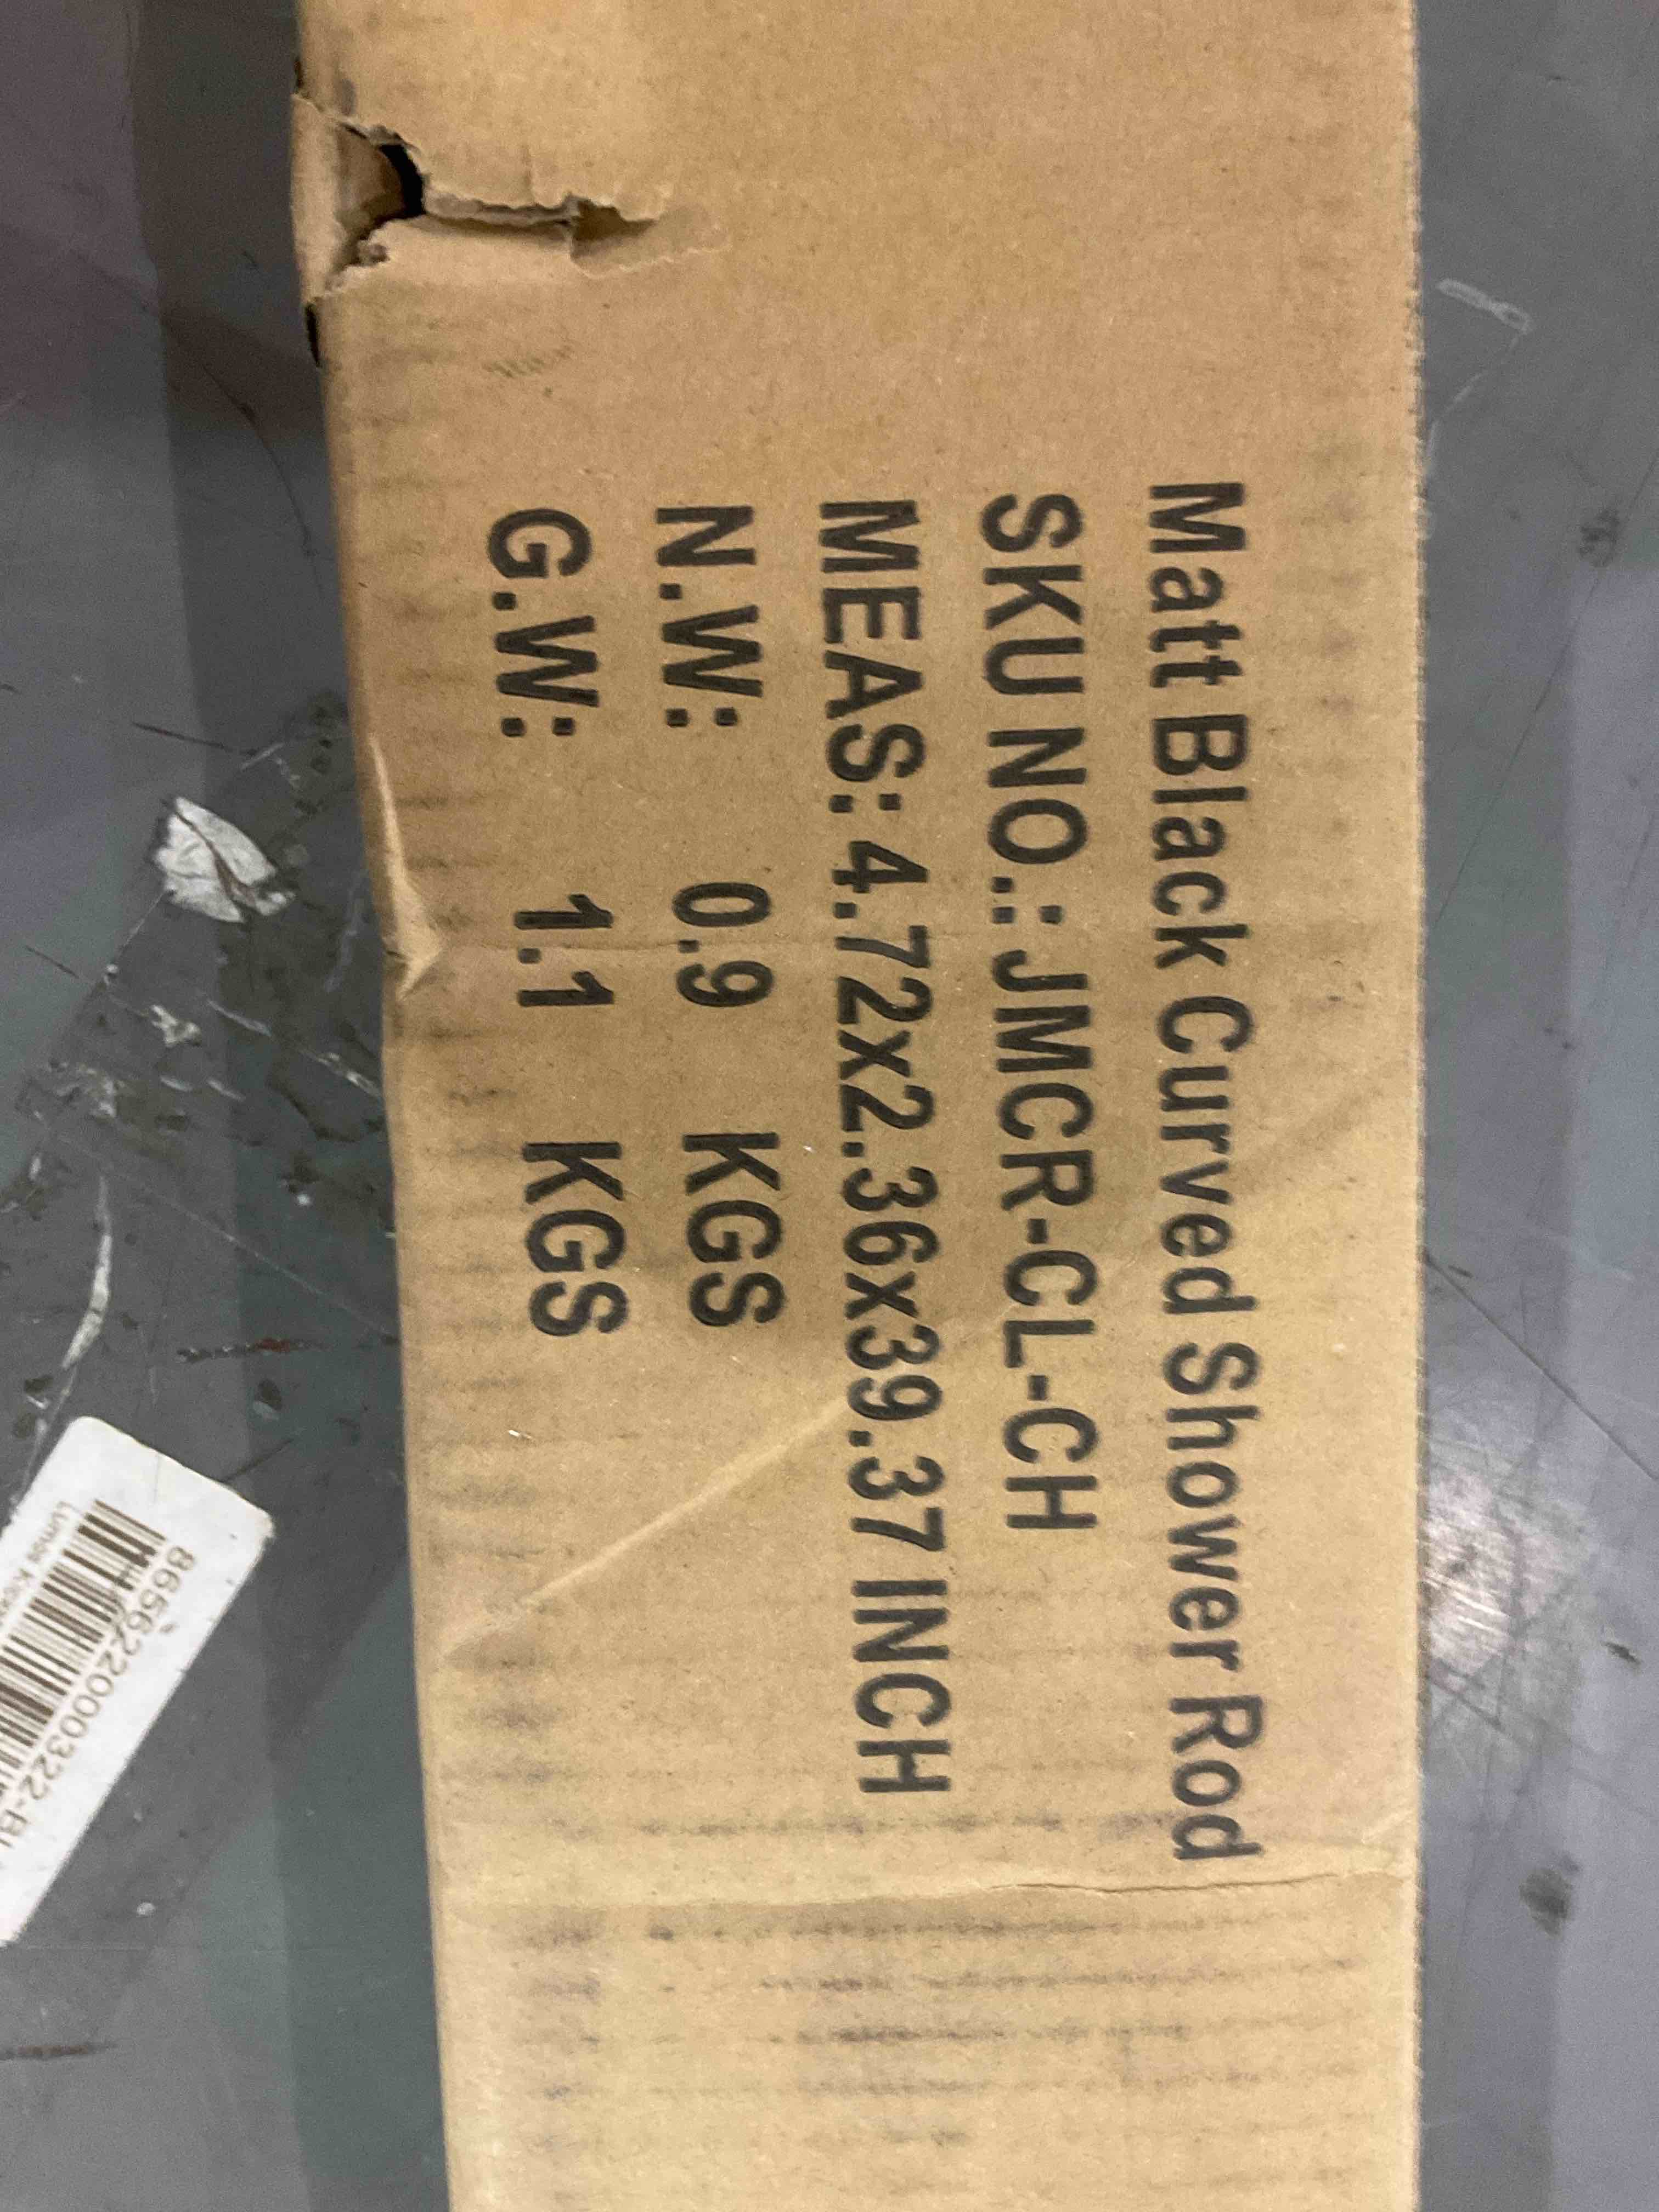 Matt Black Curved Shower Rod
SKU NO.: JMCR-CL-CH
MEAS: 4.72x2.36x39.37 INCH
N.W: 0.9 KGS
G.W: 1.1 KGS